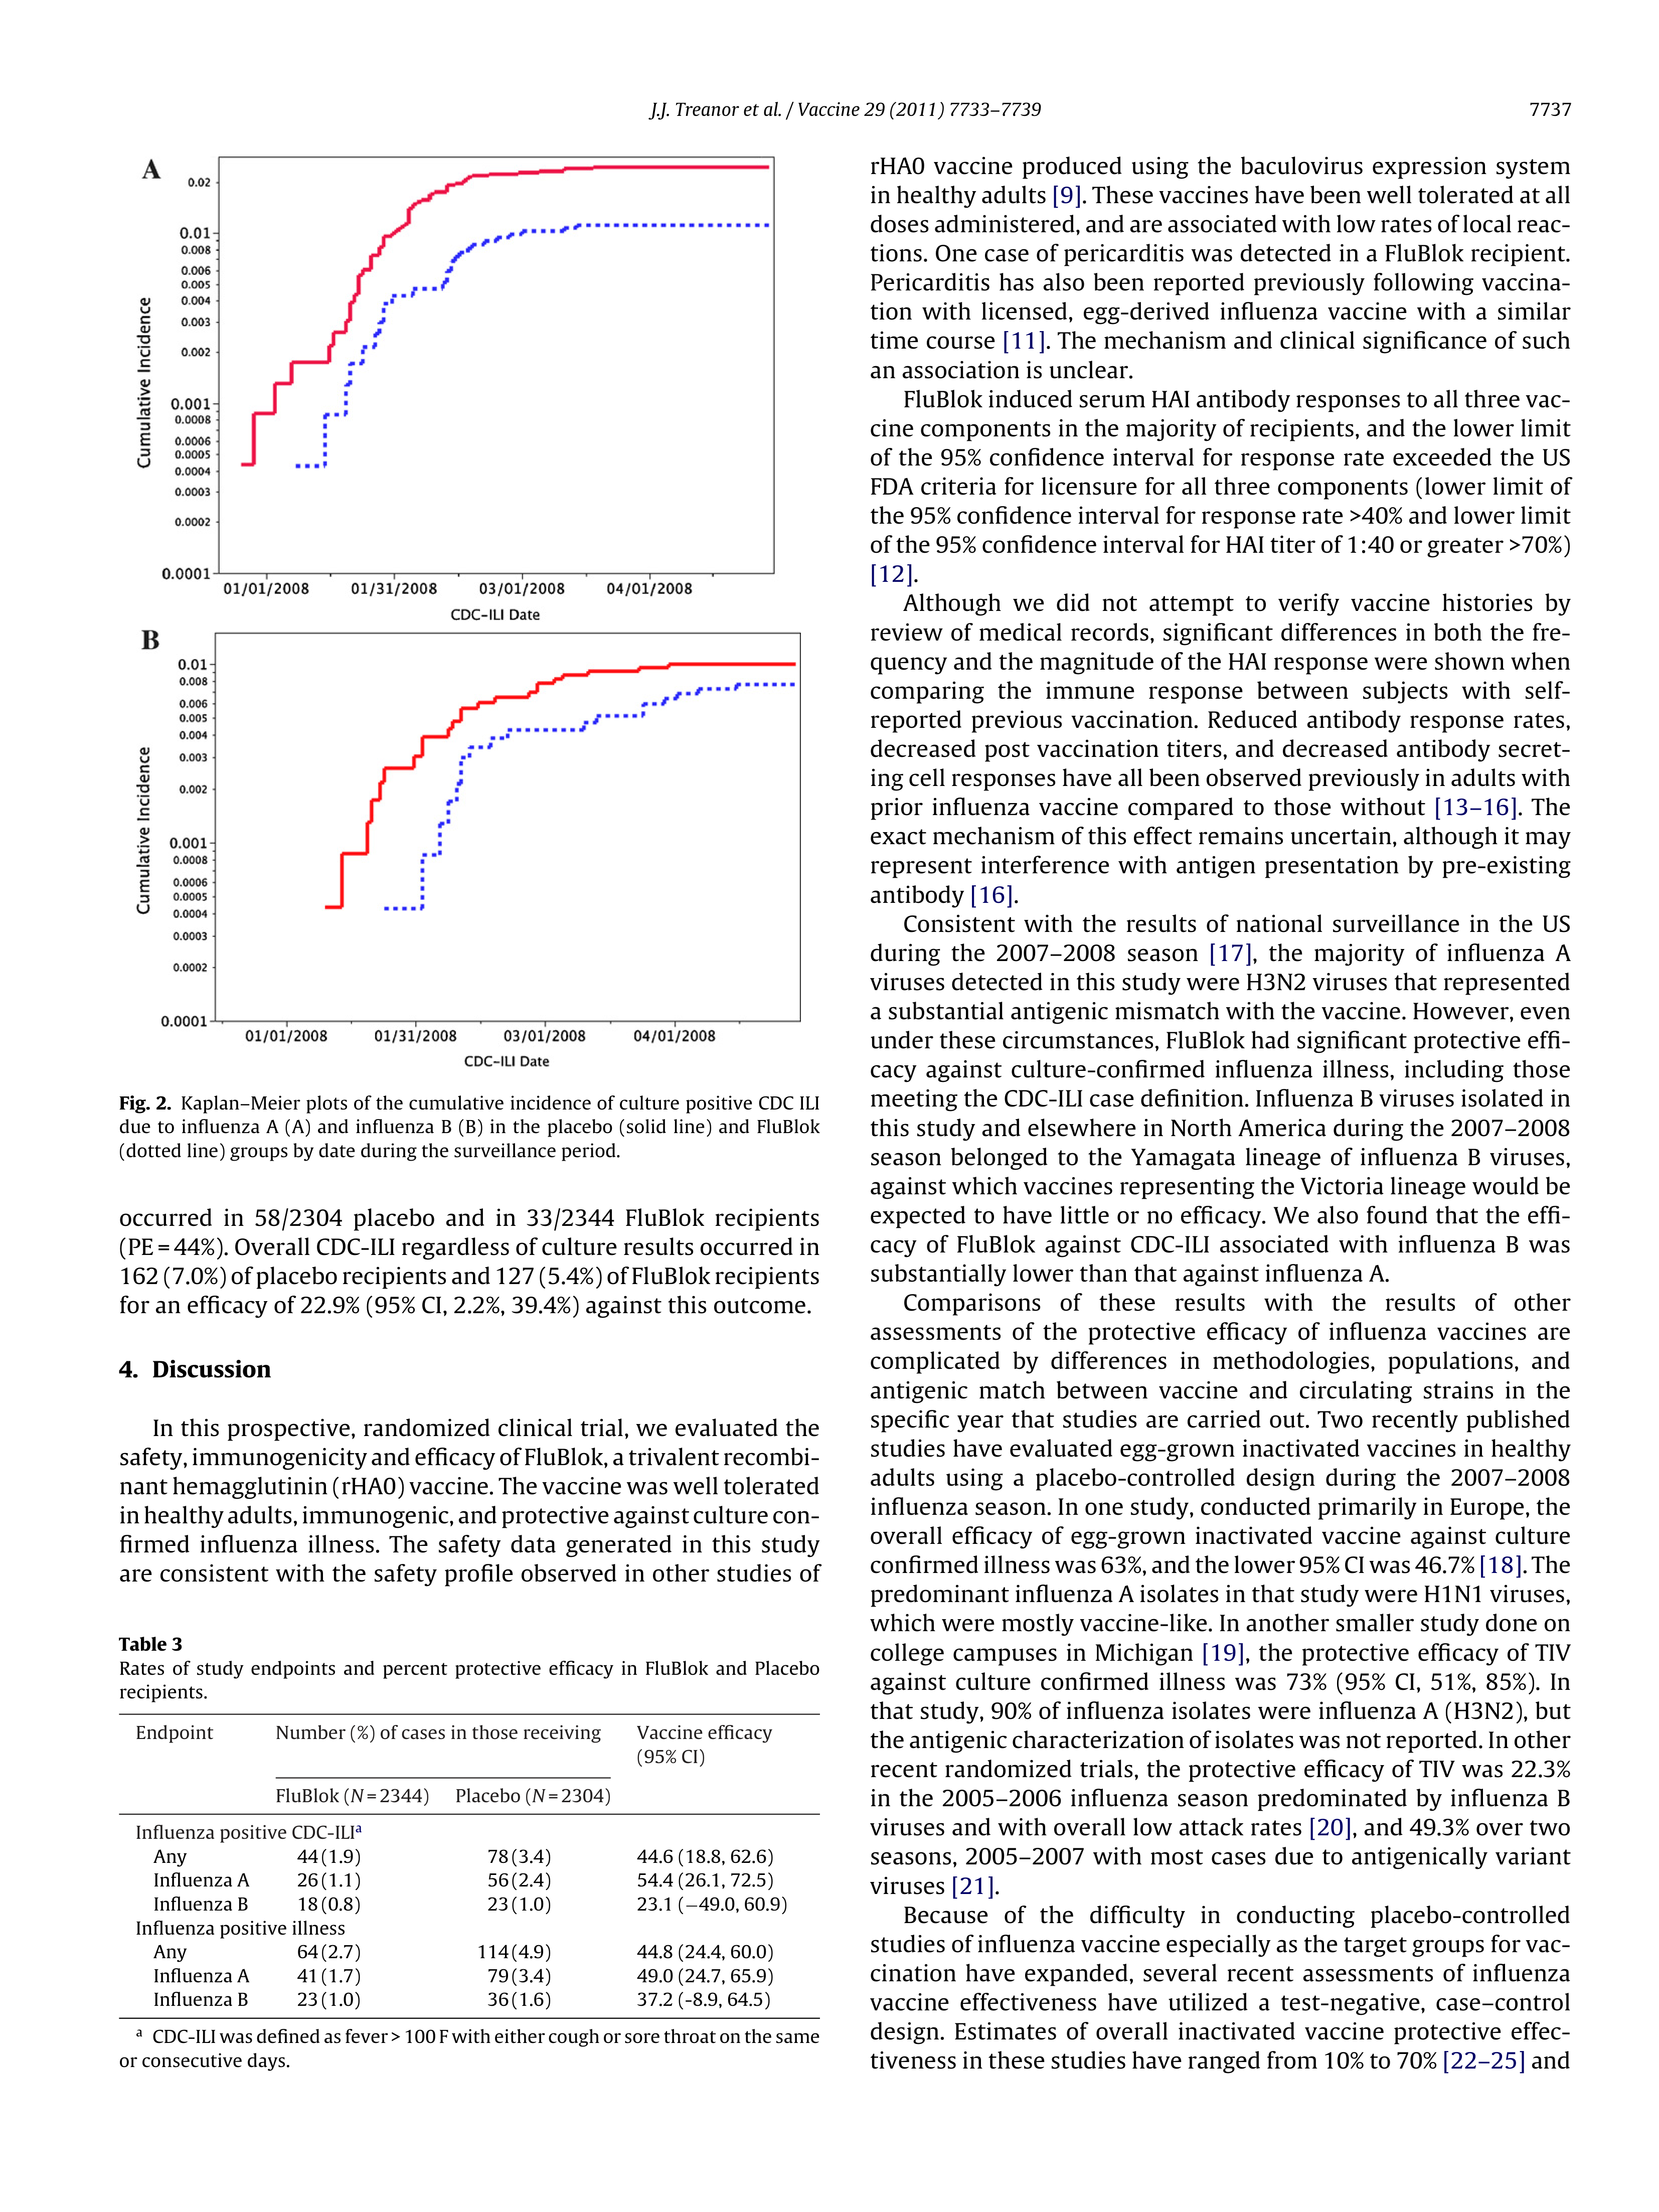 J.J. Treanor et al. / Vaccine 29 (2011) 7733–7739
7737
A
0.02
0.01
0.008
0.006
0.005
0.004
0.003
0.002
0.001
0.0008
0.0006
0.0005
0.0004
0.0003
0.0002
0.0001
Cumulative Incidence
01/01/2008 01/31/2008 03/01/2008 04/01/2008
CDC-ILI Date
B
0.01
0.008
0.006
0.005
0.004
0.003
0.002
0.001
0.0008
0.0006
0.0005
0.0004
0.0003
0.0002
0.0001
Cumulative Incidence
01/01/2008 01/31/2008 03/01/2008 04/01/2008
CDC-ILI Date
Fig. 2. Kaplan–Meier plots of the cumulative incidence of culture positive CDC ILI
due to influenza A (A) and influenza B (B) in the placebo (solid line) and FluBlok
(dotted line) groups by date during the surveillance period.
occurred in 58/2304 placebo and in 33/2344 FluBlok recipients
(PE = 44%). Overall CDC-ILI regardless of culture results occurred in
162 (7.0%) of placebo recipients and 127 (5.4%) of FluBlok recipients
for an efficacy of 22.9% (95% CI, 2.2%, 39.4%) against this outcome.
4. Discussion
In this prospective, randomized clinical trial, we evaluated the
safety, immunogenicity and efficacy of FluBlok, a trivalent recombi-
nant hemagglutinin (rHA0) vaccine. The vaccine was well tolerated
in healthy adults, immunogenic, and protective against culture con-
firmed influenza illness. The safety data generated in this study
are consistent with the safety profile observed in other studies of
Table 3
Rates of study endpoints and percent protective efficacy in FluBlok and Placebo
recipients.
Endpoint Number (%) of cases in those receiving Vaccine efficacy
(95% CI)
FluBlok (N = 2344) Placebo (N = 2304)
Influenza positive CDC-ILIa
Any 44 (1.9) 78 (3.4) 44.6 (18.8, 62.6)
Influenza A 26 (1.1) 56 (2.4) 54.4 (26.1, 72.5)
Influenza B 18 (0.8) 23 (1.0) 23.1 (−49.0, 60.9)
Influenza positive illness
Any 64 (2.7) 114 (4.9) 44.8 (24.4, 60.0)
Influenza A 41 (1.7) 79 (3.4) 49.0 (24.7, 65.9)
Influenza B 23 (1.0) 36 (1.6) 37.2 (-8.9, 64.5)
a CDC-ILI was defined as fever > 100 F with either cough or sore throat on the same
or consecutive days.
rHA0 vaccine produced using the baculovirus expression system
in healthy adults [9]. These vaccines have been well tolerated at all
doses administered, and are associated with low rates of local reac-
tions. One case of pericarditis was detected in a FluBlok recipient.
Pericarditis has also been reported previously following vaccina-
tion with licensed, egg-derived influenza vaccine with a similar
time course [11]. The mechanism and clinical significance of such
an association is unclear.
FluBlok induced serum HAI antibody responses to all three vac-
cine components in the majority of recipients, and the lower limit
of the 95% confidence interval for response rate exceeded the US
FDA criteria for licensure for all three components (lower limit of
the 95% confidence interval for response rate >40% and lower limit
of the 95% confidence interval for HAI titer of 1:40 or greater >70%)
[12].
Although we did not attempt to verify vaccine histories by
review of medical records, significant differences in both the fre-
quency and the magnitude of the HAI response were shown when
comparing the immune response between subjects with self-
reported previous vaccination. Reduced antibody response rates,
decreased post vaccination titers, and decreased antibody secret-
ing cell responses have all been observed previously in adults with
prior influenza vaccine compared to those without [13–16]. The
exact mechanism of this effect remains uncertain, although it may
represent interference with antigen presentation by pre-existing
antibody [16].
Consistent with the results of national surveillance in the US
during the 2007–2008 season [17], the majority of influenza A
viruses detected in this study were H3N2 viruses that represented
a substantial antigenic mismatch with the vaccine. However, even
under these circumstances, FluBlok had significant protective effi-
cacy against culture-confirmed influenza illness, including those
meeting the CDC-ILI case definition. Influenza B viruses isolated in
this study and elsewhere in North America during the 2007–2008
season belonged to the Yamagata lineage of influenza B viruses,
against which vaccines representing the Victoria lineage would be
expected to have little or no efficacy. We also found that the effi-
cacy of FluBlok against CDC-ILI associated with influenza B was
substantially lower than that against influenza A.
Comparisons of these results with the results of other
assessments of the protective efficacy of influenza vaccines are
complicated by differences in methodologies, populations, and
antigenic match between vaccine and circulating strains in the
specific year that studies are carried out. Two recently published
studies have evaluated egg-grown inactivated vaccines in healthy
adults using a placebo-controlled design during the 2007–2008
influenza season. In one study, conducted primarily in Europe, the
overall efficacy of egg-grown inactivated vaccine against culture
confirmed illness was 63%, and the lower 95% CI was 46.7% [18]. The
predominant influenza A isolates in that study were H1N1 viruses,
which were mostly vaccine-like. In another smaller study done on
college campuses in Michigan [19], the protective efficacy of TIV
against culture confirmed illness was 73% (95% CI, 51%, 85%). In
that study, 90% of influenza isolates were influenza A (H3N2), but
the antigenic characterization of isolates was not reported. In other
recent randomized trials, the protective efficacy of TIV was 22.3%
in the 2005–2006 influenza season predominated by influenza B
viruses and with overall low attack rates [20], and 49.3% over two
seasons, 2005–2007 with most cases due to antigenically variant
viruses [21].
Because of the difficulty in conducting placebo-controlled
studies of influenza vaccine especially as the target groups for vac-
cination have expanded, several recent assessments of influenza
vaccine effectiveness have utilized a test-negative, case–control
design. Estimates of overall inactivated vaccine protective effec-
tiveness in these studies have ranged from 10% to 70% [22–25] and